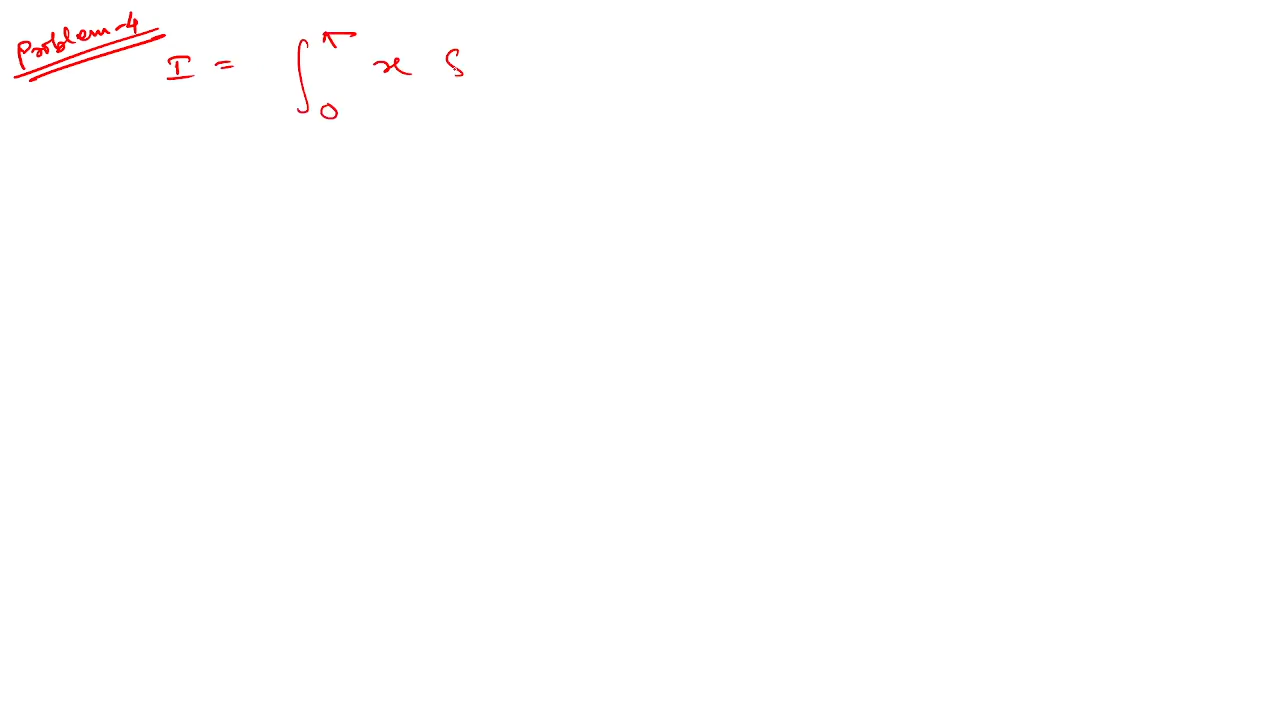 Problem-4
I = ∫₀^π x S